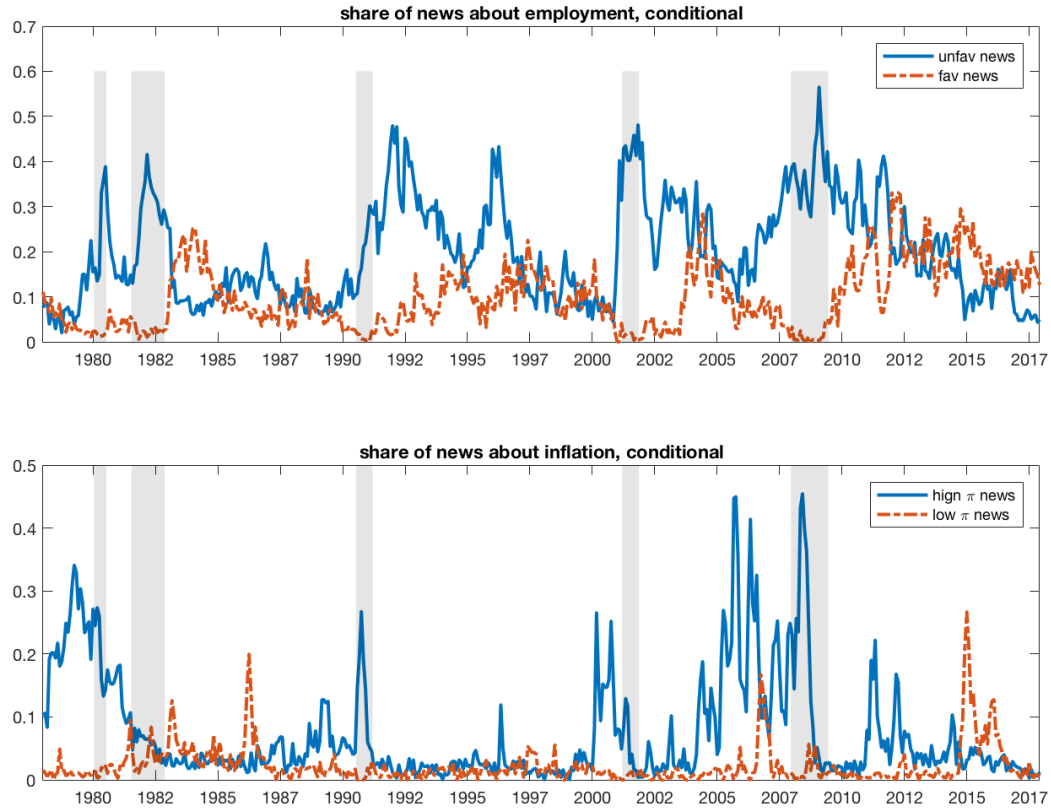 share of news about employment, conditional
0.7
0.6
0.5
0.4
0.3
0.2
0.1
0
unfav news
fav news
1980 1982 1985 1987 1990 1992 1995 1997 2000 2002 2005 2007 2010 2012 2015 2017
share of news about inflation, conditional
0.5
0.4
0.3
0.2
0.1
0
hign π news
low π news
1980 1982 1985 1987 1990 1992 1995 1997 2000 2002 2005 2007 2010 2012 2015 2017